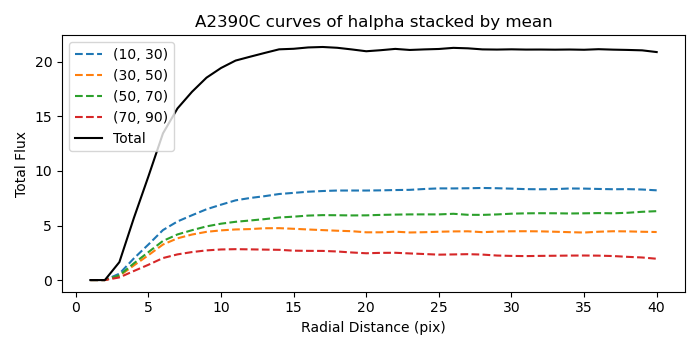 A2390C curves of halpha stacked by mean
(10, 30)
(30, 50)
(50, 70)
(70, 90)
Total
Total Flux
20
15
10
5
0
0 5 10 15 20 25 30 35 40
Radial Distance (pix)